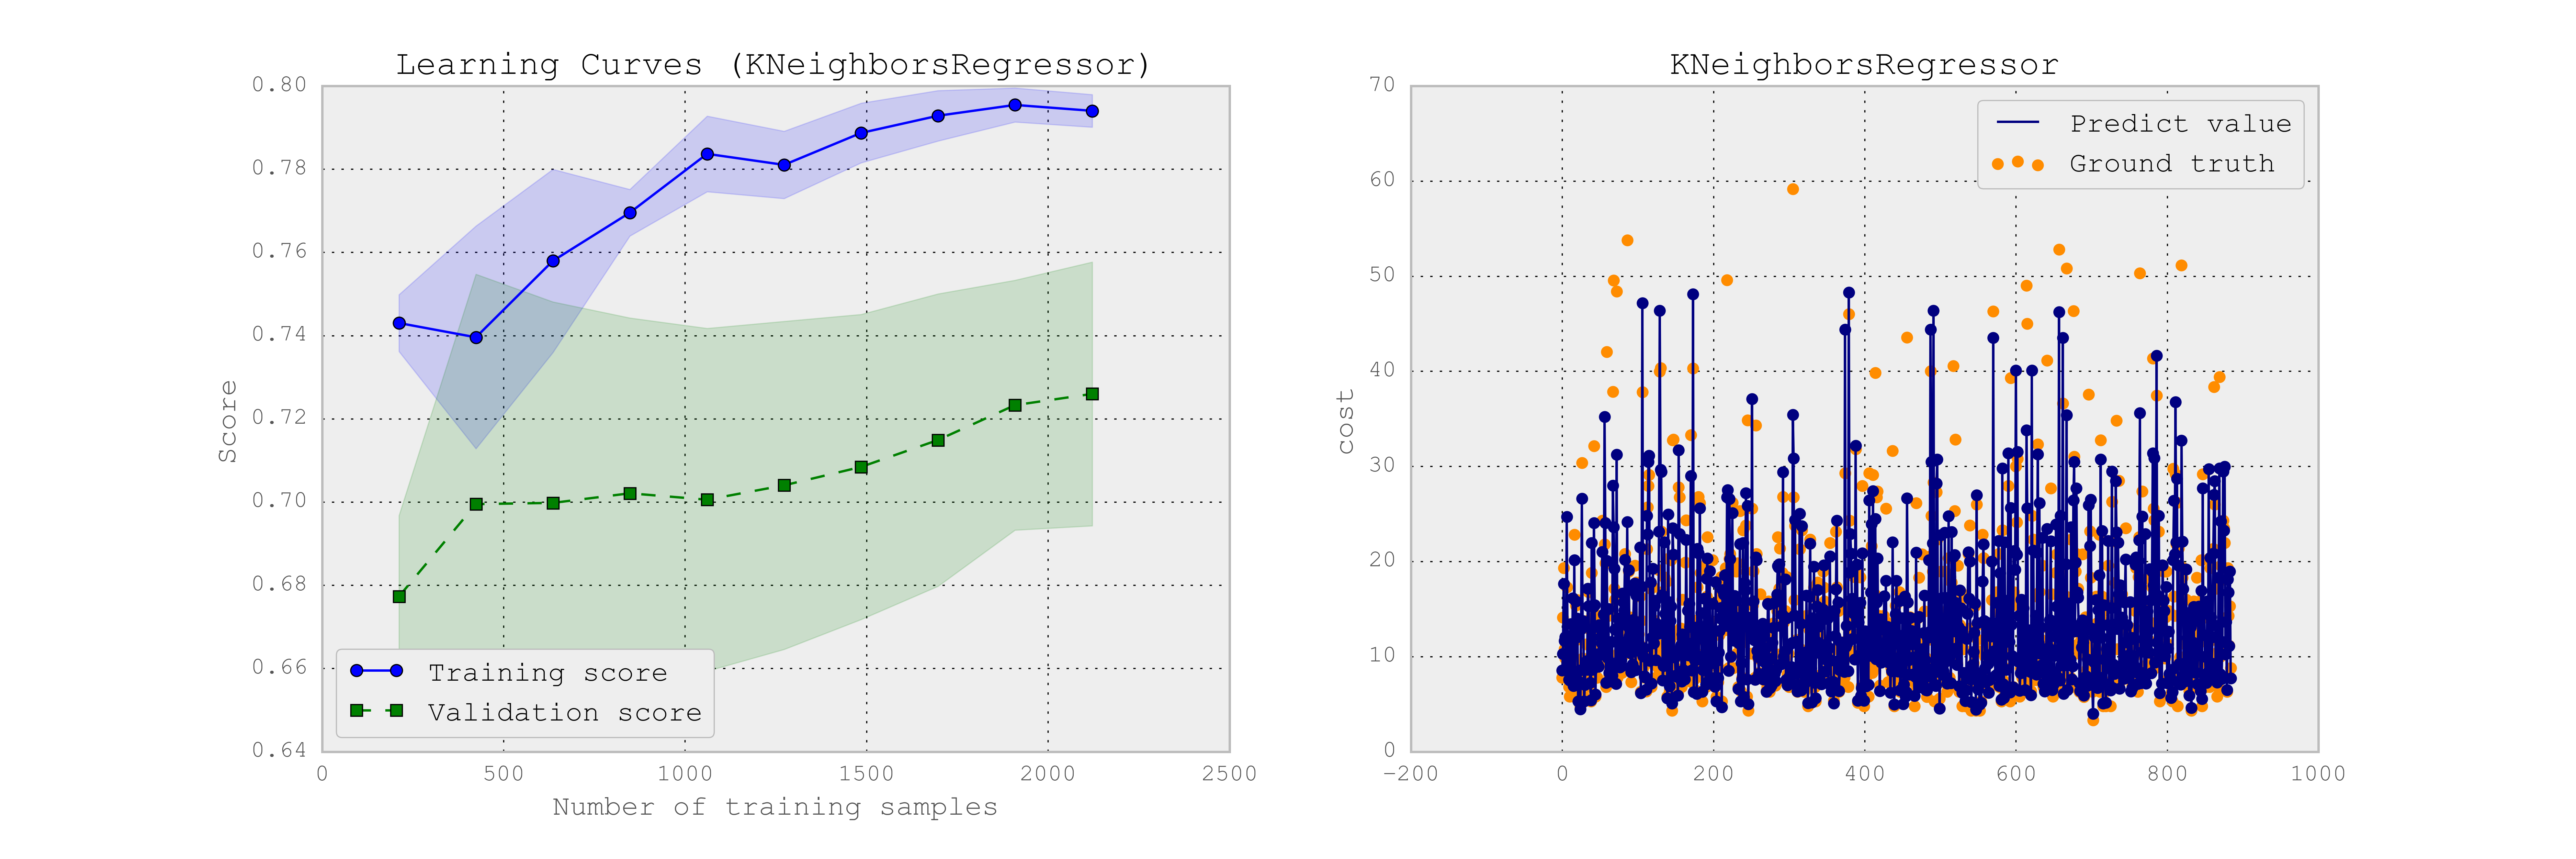 Learning Curves (KNeighborsRegressor)
0.80
0.78
0.76
0.74
0.72
0.70
0.68
0.66
0.64
Score
0 500 1000 1500 2000 2500
Number of training samples
Training score
Validation score
KNeighborsRegressor
70
60
50
40
30
20
10
0
cost
-200 0 200 400 600 800 1000
Predict value
Ground truth